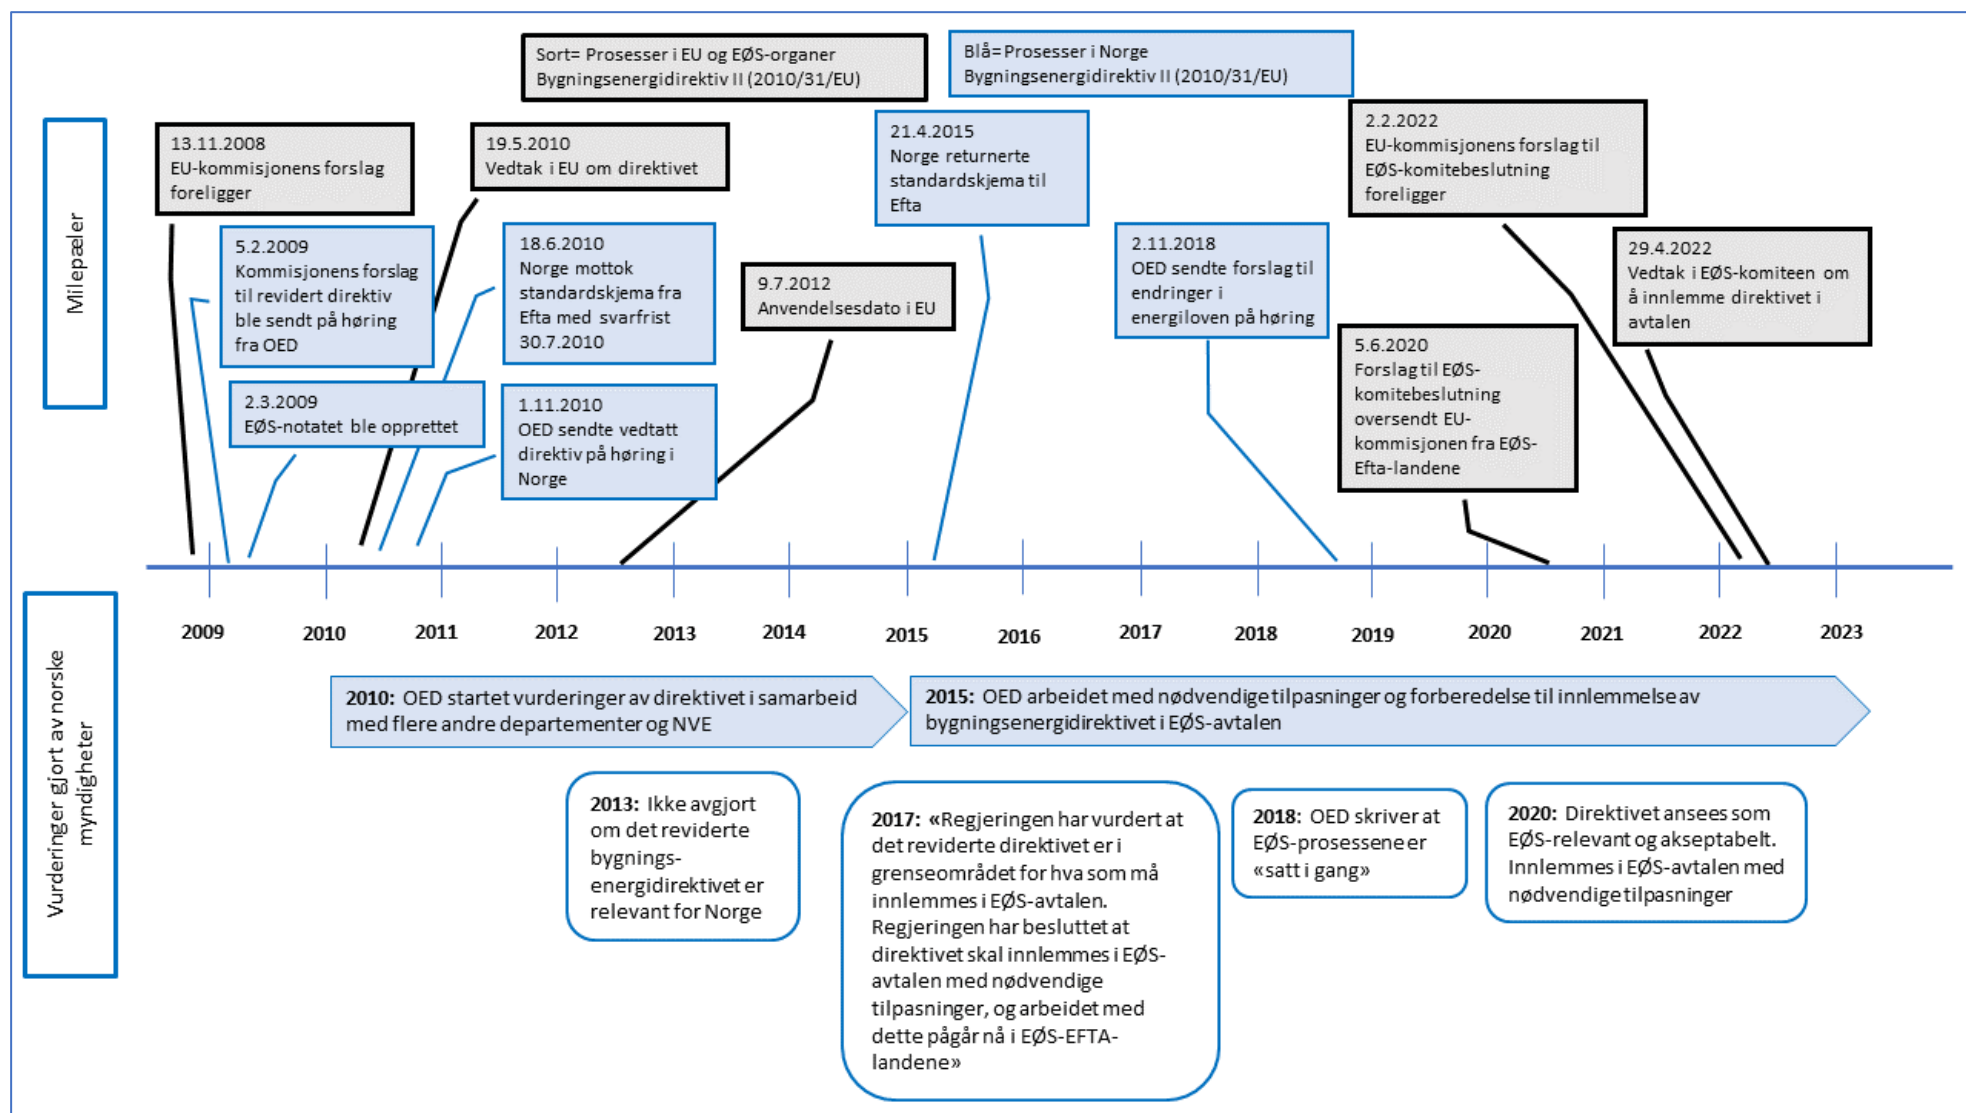 Sort= Prosesser i EU og EØS-organer
Bygningsenergidirektiv II (2010/31/EU)
Blå= Prosesser i Norge
Bygningsenergidirektiv II (2010/31/EU)
Milepæler
13.11.2008
EU-kommisjonens forslag
foreligger
5.2.2009
Kommisjonens forslag
til revidert direktiv
ble sendt på høring
fra OED
2.3.2009
EØS-notatet ble opprettet
19.5.2010
Vedtak i EU om direktivet
18.6.2010
Norge mottok
standardskjema fra
Efta med svarfrist
30.7.2010
1.11.2010
OED sendte vedtatt
direktiv på høring i
Norge
9.7.2012
Anvendelsesdato i EU
21.4.2015
Norge returnerte
standardskjema til
Efta
2.11.2018
OED sendte forslag til
endringer i
energiloven på høring
2.2.2022
EU-kommisjonens forslag til
EØS-komitebeslutning
foreligger
5.6.2020
Forslag til EØS-
komitebeslutning
oversendt EU-
kommisjonen fra EØS-
Efta-landene
29.4.2022
Vedtak i EØS-komiteen om
å innlemme direktivet i
avtalen
2009
2010
2011
2012
2013
2014
2015
2016
2017
2018
2019
2020
2021
2022
2023
Vurderinger gjort av norske
myndigheter
2010: OED startet vurderinger av direktivet i samarbeid
med flere andre departementer og NVE
2015: OED arbeidet med nødvendige tilpasninger og forberedelse til innlemmelse av
bygningsenergidirektivet i EØS-avtalen
2013: Ikke avgjort
om det reviderte
bygnings-
energidirektivet er
relevant for Norge
2017: «Regjeringen har vurdert at
det reviderte direktivet er i
grenseområdet for hva som må
innlemmes i EØS-avtalen.
Regjeringen har besluttet at
direktivet skal innlemmes i EØS-
avtalen med nødvendige
tilpasninger, og arbeidet med
dette pågår nå i EØS-EFTA-
landene»
2018: OED skriver at
EØS-prosessene er
«satt i gang»
2020: Direktivet ansees som
EØS-relevant og akseptabelt.
Innlemmes i EØS-avtalen med
nødvendige tilpasninger